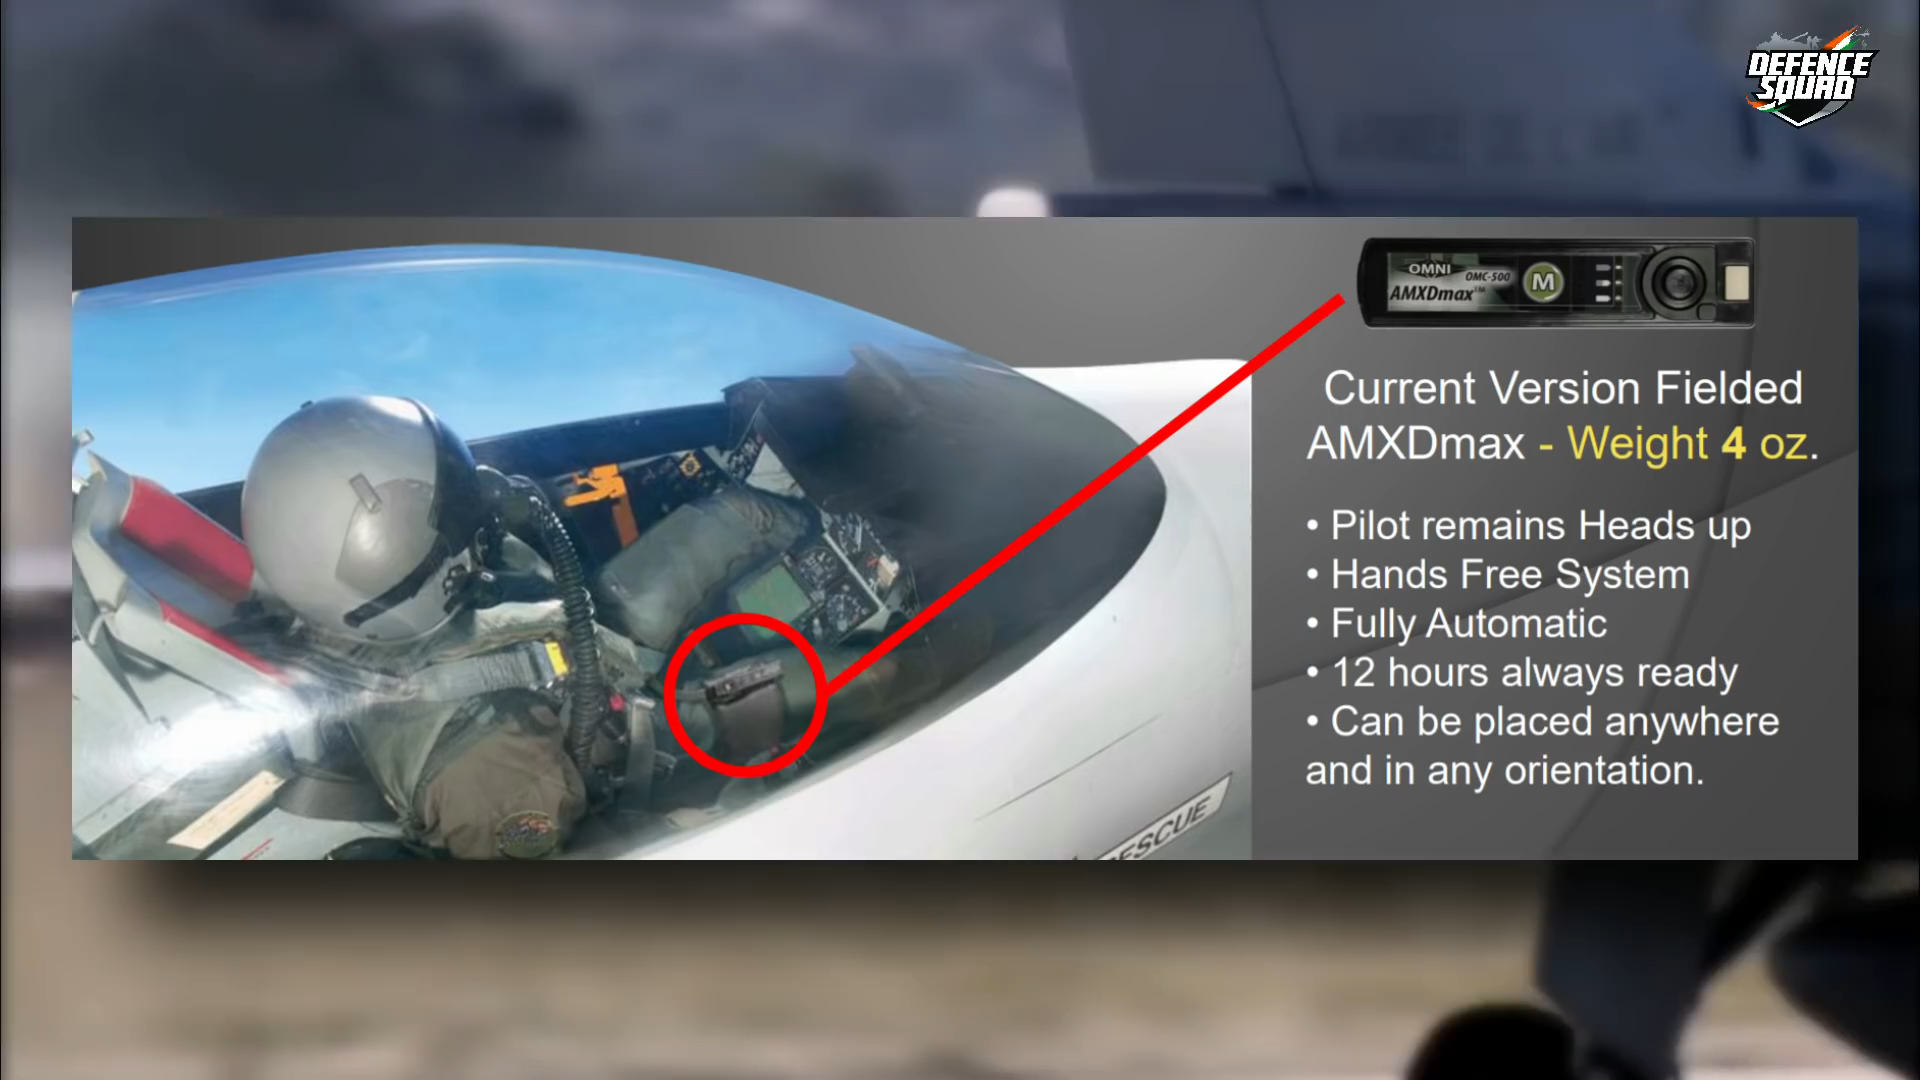 DEFENCE
SQUAD
OMNI OMC-500
AMXDmax
M
Current Version Fielded
AMXDmax - Weight 4 oz.
• Pilot remains Heads up
• Hands Free System
• Fully Automatic
• 12 hours always ready
• Can be placed anywhere
and in any orientation.
ESCUE